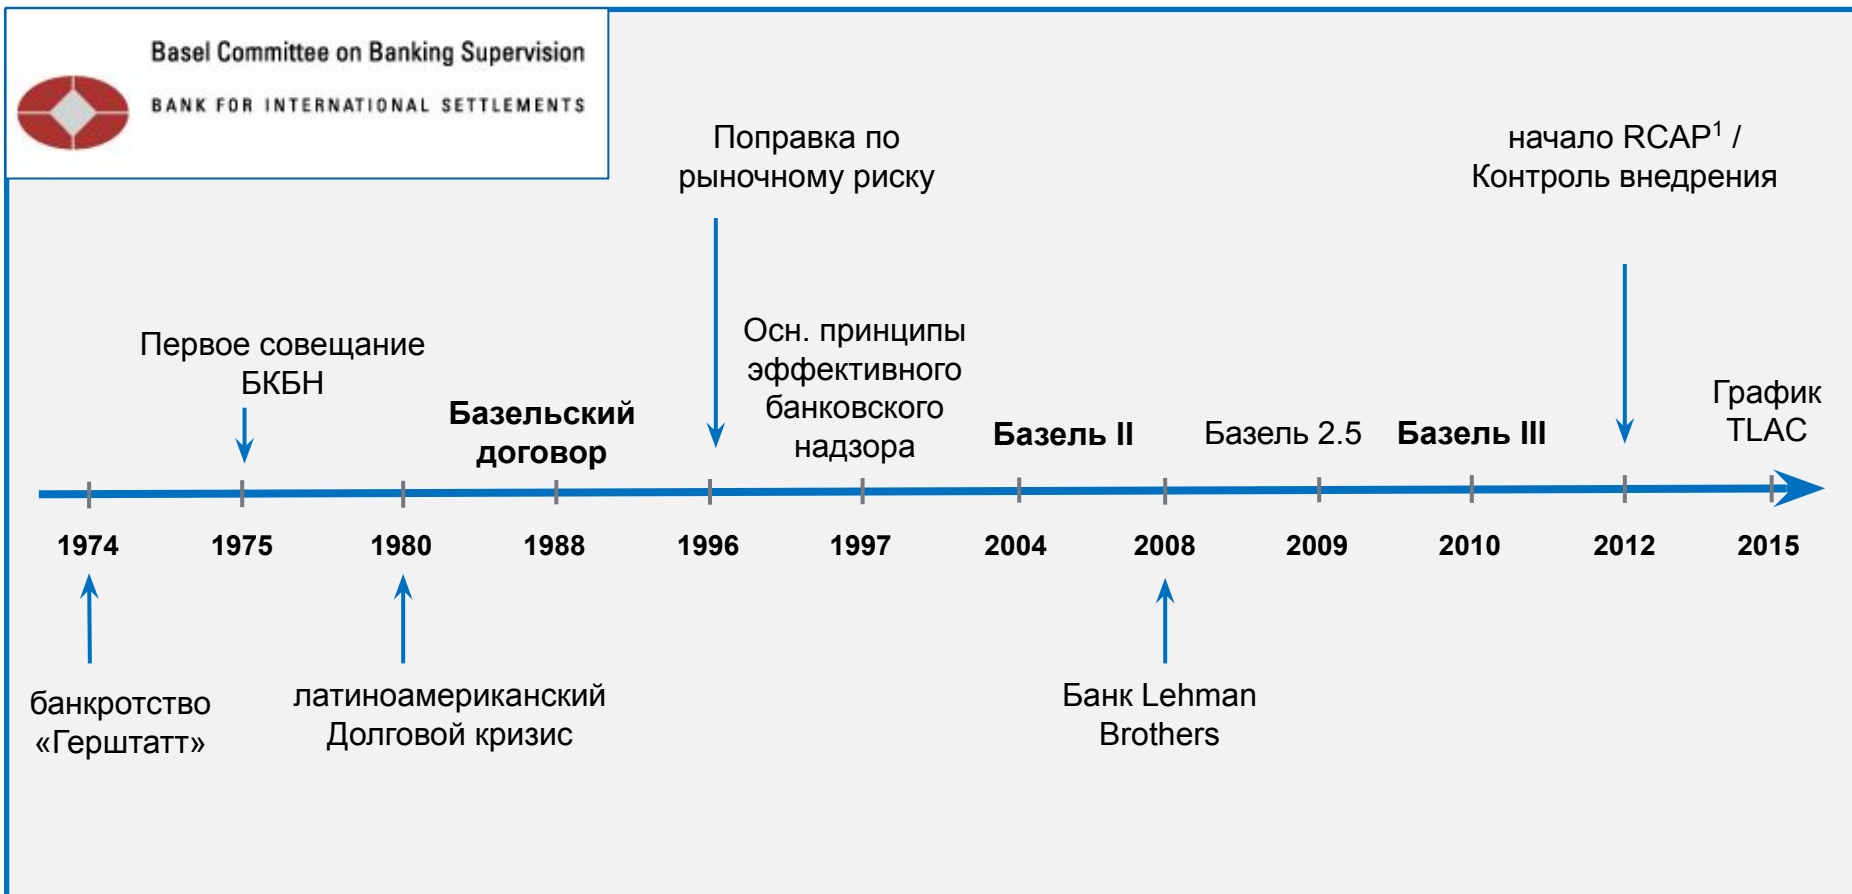 Basel Committee on Banking Supervision
BANK FOR INTERNATIONAL SETTLEMENTS
Поправка по
рыночному риску
начало RCAP¹ /
Контроль внедрения
Первое совещание
БКБН
Базельский
договор
Осн. принципы
эффективного
банковского
надзора
Базель II
Базель 2.5
Базель III
График
TLAC
1974
1975
1980
1988
1996
1997
2004
2008
2009
2010
2012
2015
банкротство
«Герштатт»
латиноамериканский
Долговой кризис
Банк Lehman
Brothers